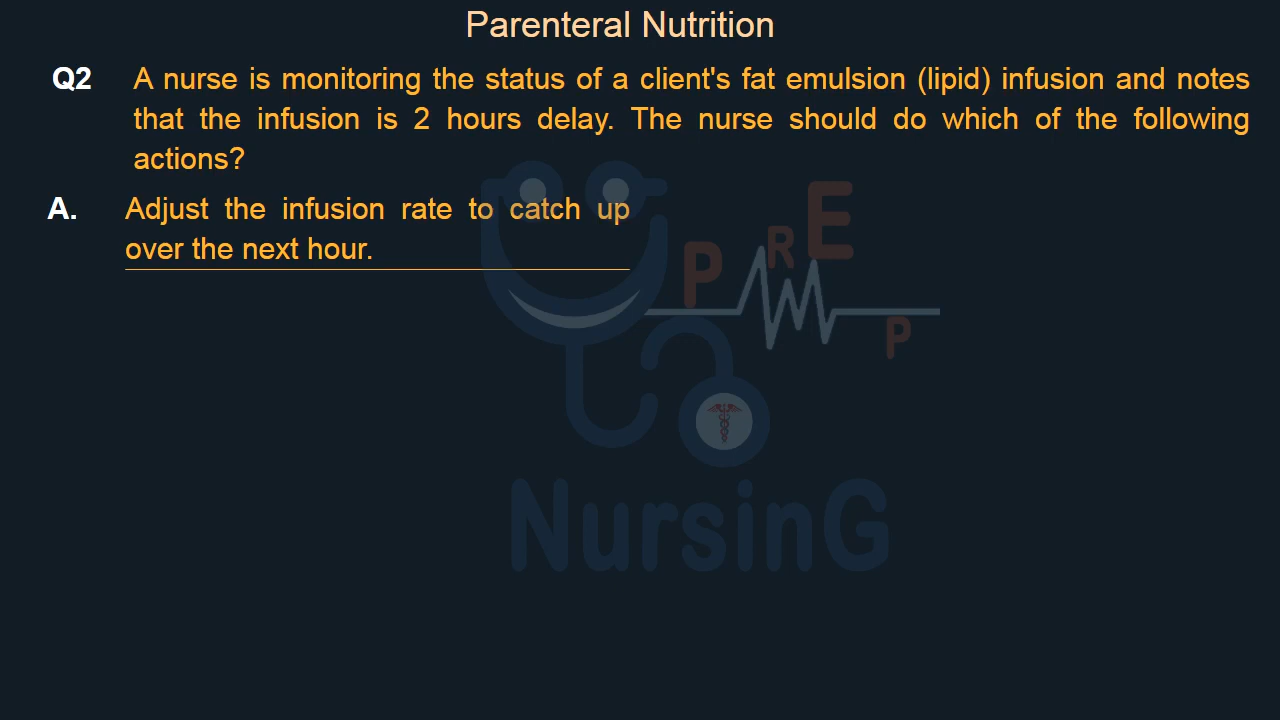 Parenteral Nutrition
Q2 A nurse is monitoring the status of a client's fat emulsion (lipid) infusion and notes
that the infusion is 2 hours delay. The nurse should do which of the following
actions?
A. Adjust the infusion rate to catch up
over the next hour.
PREP
NursinG